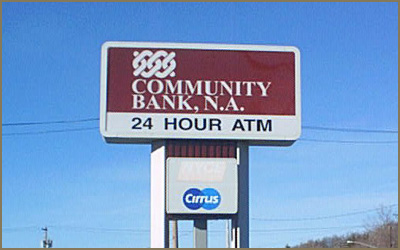 COMMUNITY
BANK, N.A.
24 HOUR ATM
Cirrus